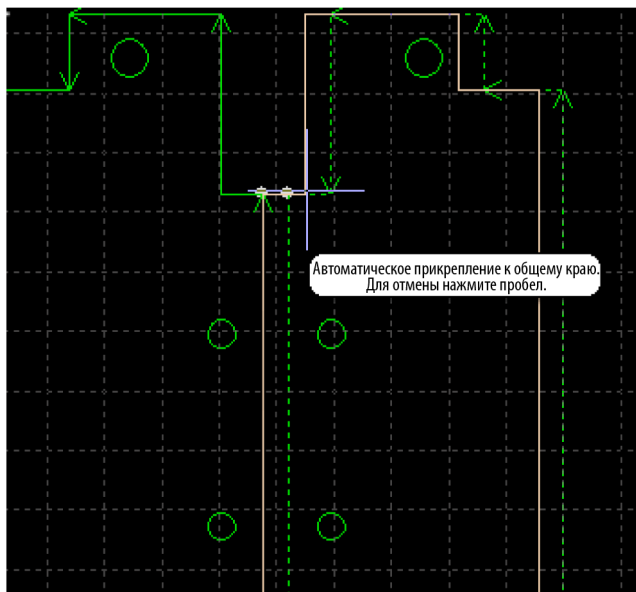 Автоматическое прикрепление к общему краю.
Для отмены нажмите пробел.